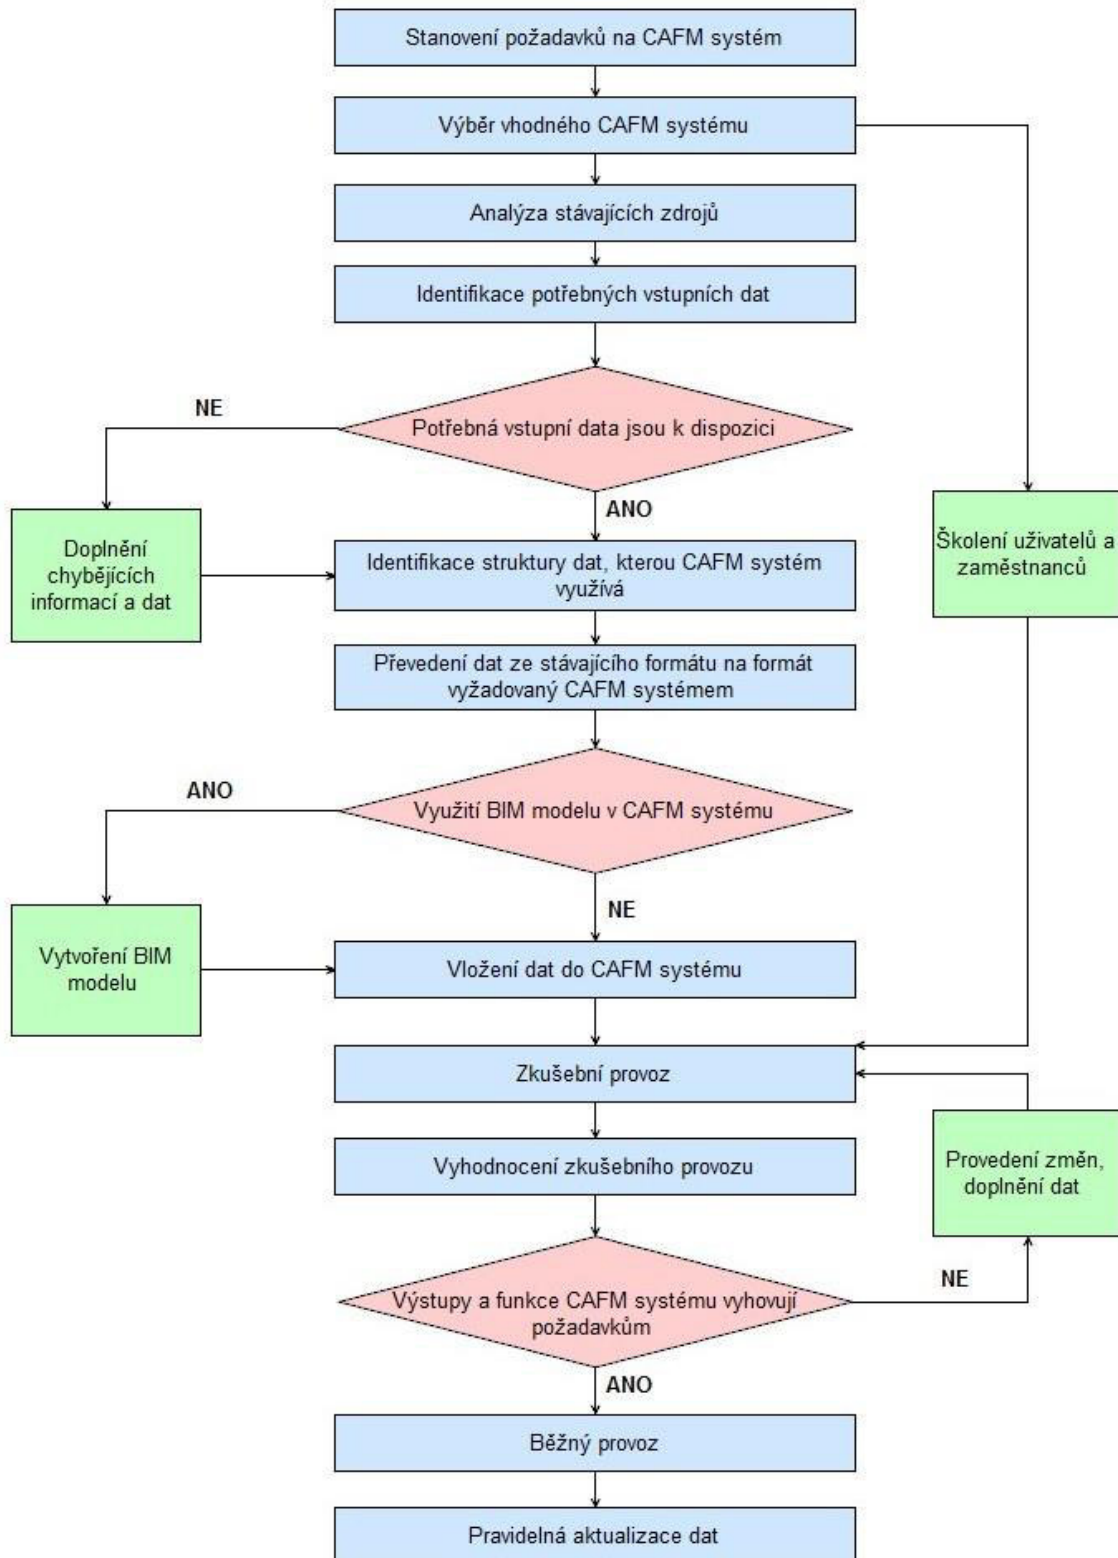 Stanovení požadavků na CAFM systém
Výběr vhodného CAFM systému
Analýza stávajících zdrojů
Identifikace potřebných vstupních dat
NE
Potřebná vstupní data jsou k dispozici
ANO
Doplnění
chybějících
informací a dat
Identifikace struktury dat, kterou CAFM systém
využívá
Školení uživatelů a
zaměstnanců
Převedení dat ze stávajícího formátu na formát
vyžadovaný CAFM systémem
ANO
Využití BIM modelu v CAFM systému
NE
Vytvoření BIM
modelu
Vložení dat do CAFM systému
Zkušební provoz
Vyhodnocení zkušebního provozu
Provedení změn,
doplnění dat
NE
Výstupy a funkce CAFM systému vyhovují
požadavkům
ANO
Běžný provoz
Pravidelná aktualizace dat